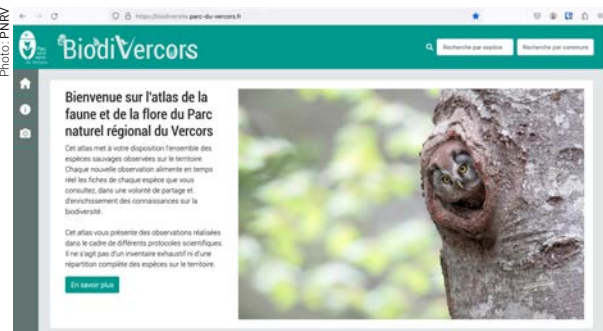 Photo: PNRV
https://biodiversite.parc-du-vercors.fr
BiodiVercors
Recherche par espèce
Recherche par commune
Bienvenue sur l'atlas de la
faune et de la flore du Parc
naturel régional du Vercors
Cet atlas met à votre disposition l'ensemble des
espèces sauvages observées sur le territoire.
Chaque nouvelle observation alimente en temps
réel les fiches de chaque espèce que vous
consultez, dans une volonté de partage et
d'enrichissement des connaissances sur la
biodiversité.
Cet atlas vous présente des observations réalisées
dans le cadre de différents protocoles scientifiques.
Il ne s'agit pas d'un inventaire exhaustif ni d'une
répartition complète des espèces sur le territoire.
En savoir plus